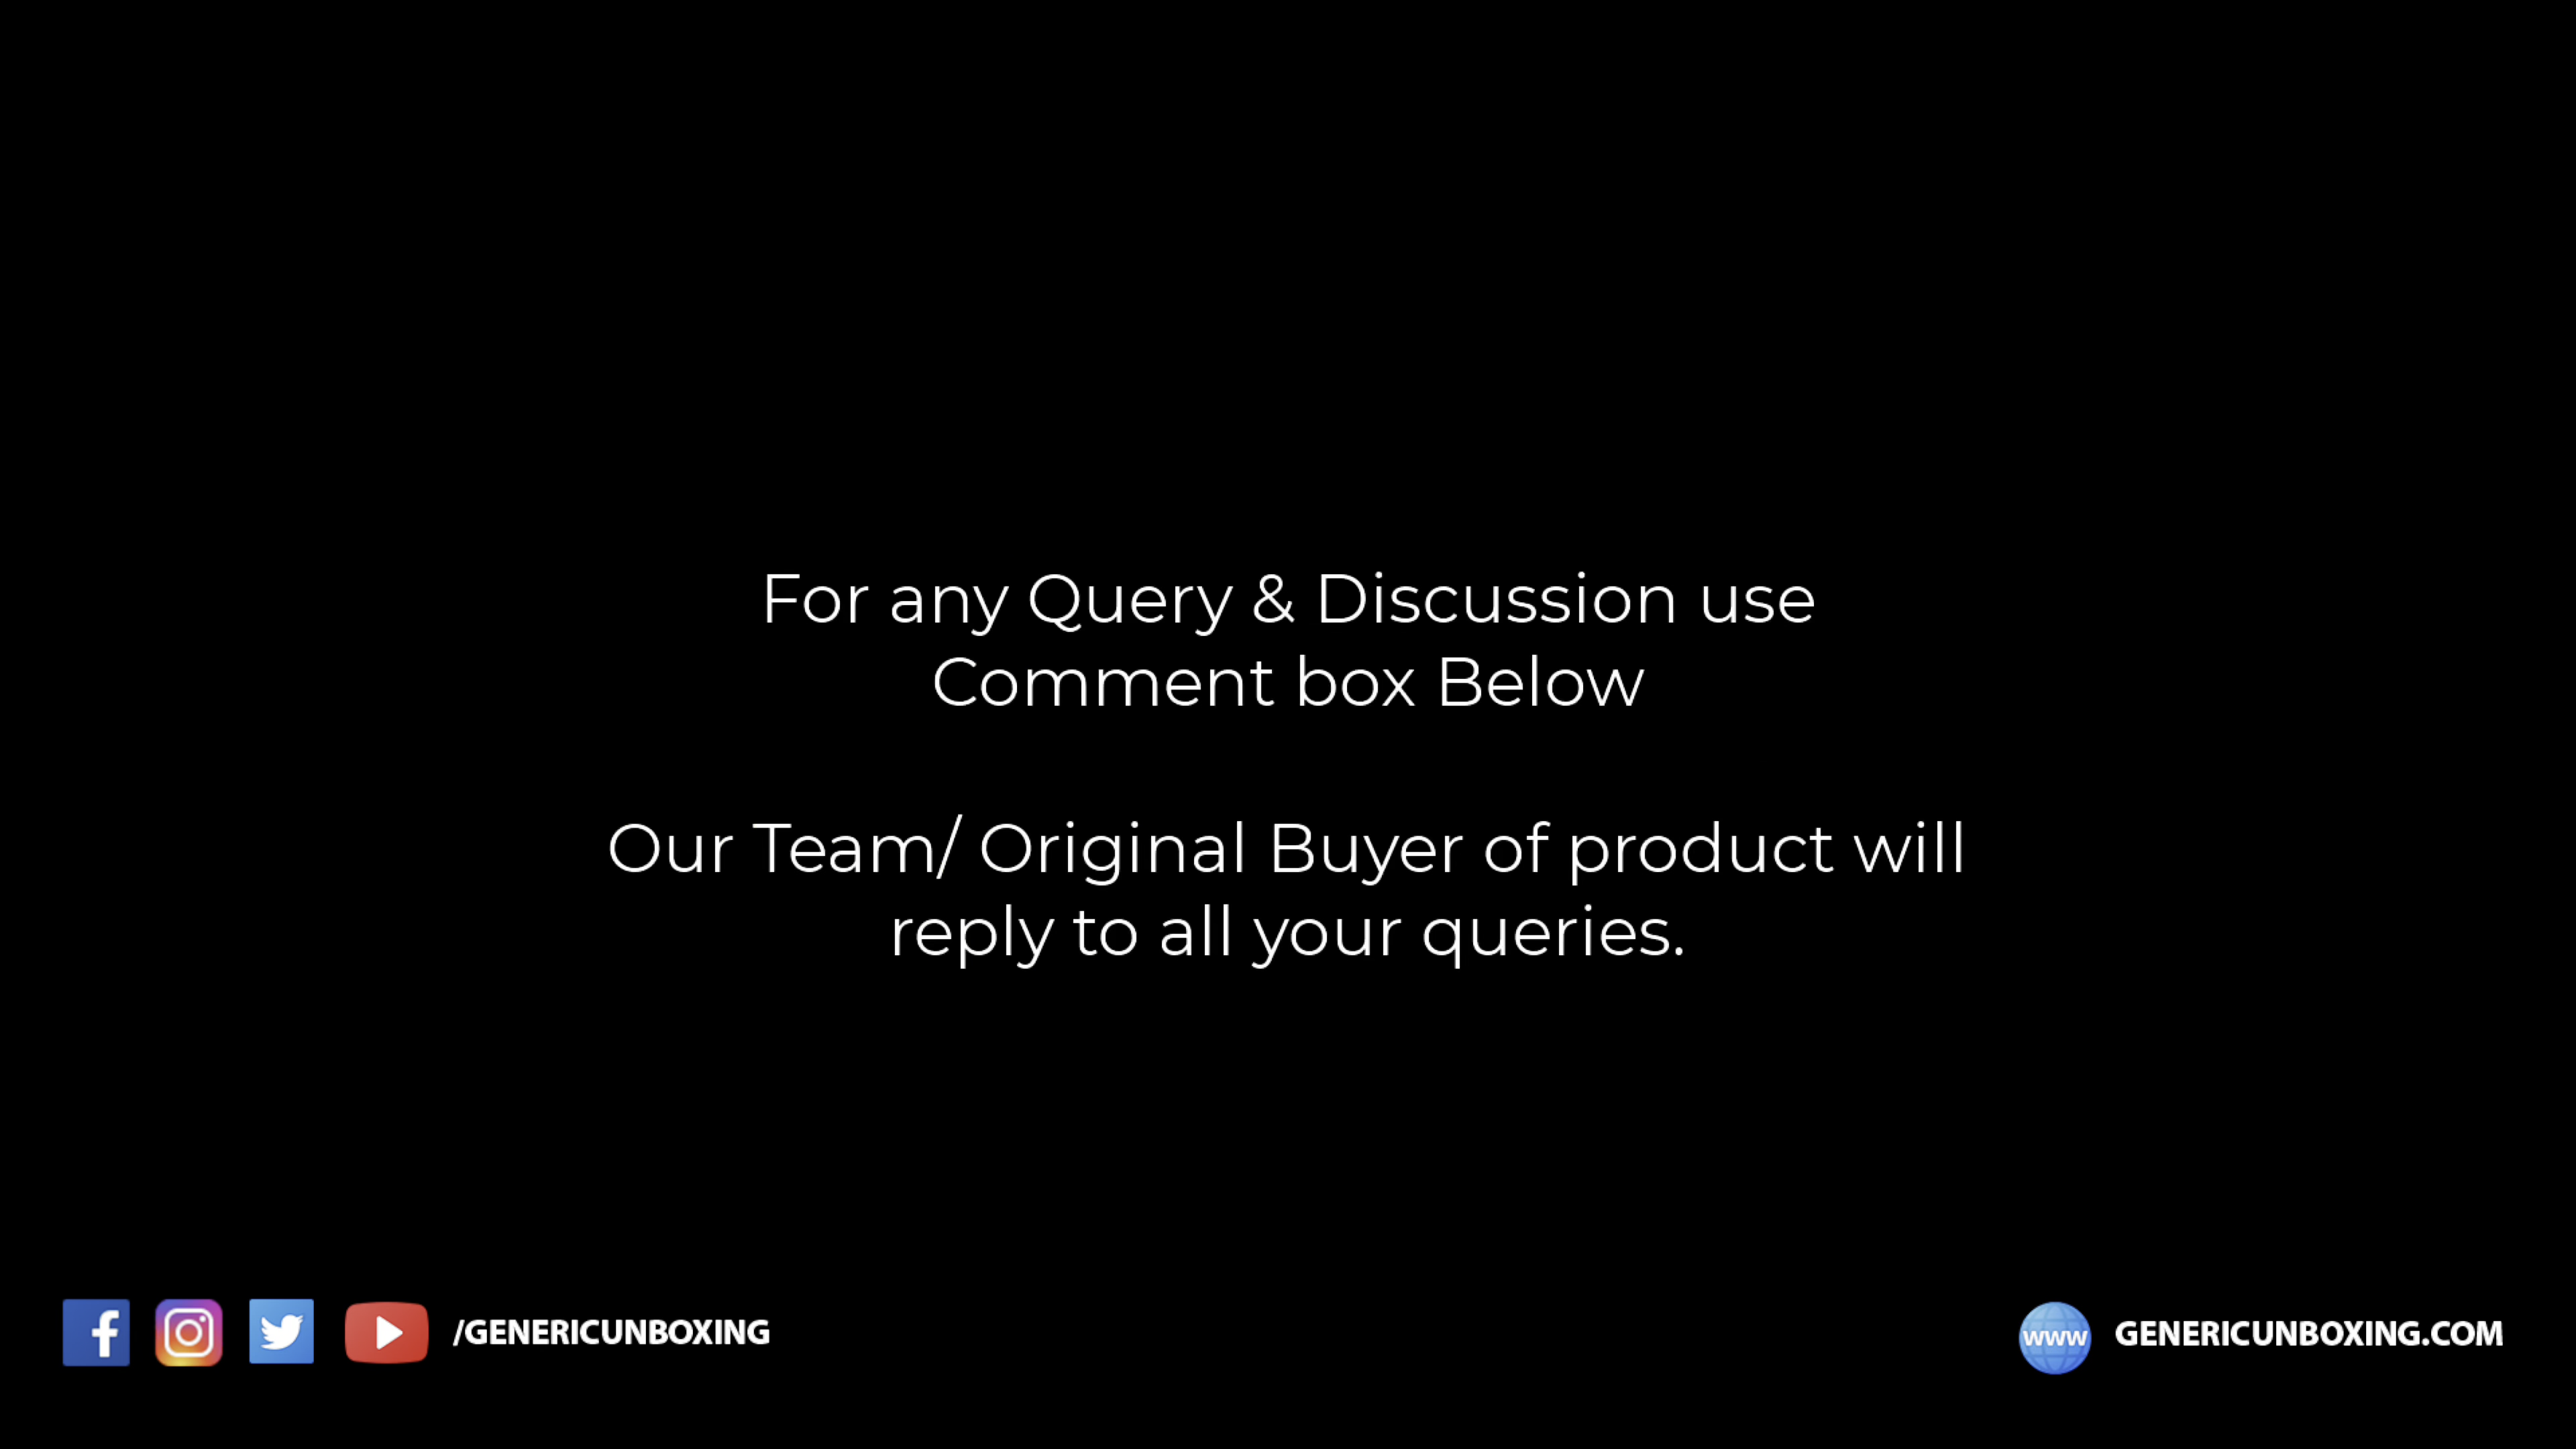 For any Query & Discussion use
Comment box Below
Our Team/ Original Buyer of product will
reply to all your queries.
/GENERICUNBOXING
www GENERICUNBOXING.COM